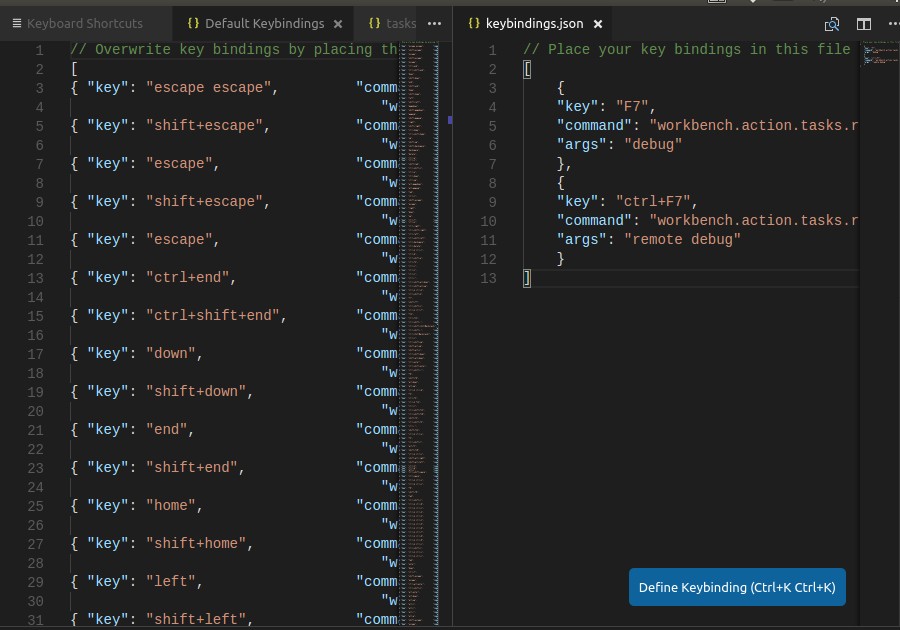 Keyboard Shortcuts
{} Default Keybindings ×
{} tasks ···
1 // Overwrite key bindings by placing th
2 [
3 { "key": "escape escape", "comm
4 "w
5 { "key": "shift+escape", "comm
6 "w
7 { "key": "escape", "comm
8 "w
9 { "key": "shift+escape", "comm
10 "w
11 { "key": "escape", "comm
12 "w
13 { "key": "ctrl+end", "comm
14 "w
15 { "key": "ctrl+shift+end", "comm
16 "w
17 { "key": "down", "comm
18 "w
19 { "key": "shift+down", "comm
20 "w
21 { "key": "end", "comm
22 "w
23 { "key": "shift+end", "comm
24 "w
25 { "key": "home", "comm
26 "w
27 { "key": "shift+home", "comm
28 "w
29 { "key": "left", "comm
30 "w
31 { "key": "shift+left", "comm
{} keybindings.json ×
1 // Place your key bindings in this file
2 [
3 {
4 "key": "F7",
5 "command": "workbench.action.tasks.r
6 "args": "debug"
7 },
8 {
9 "key": "ctrl+F7",
10 "command": "workbench.action.tasks.r
11 "args": "remote debug"
12 }
13 ]
Define Keybinding (Ctrl+K Ctrl+K)